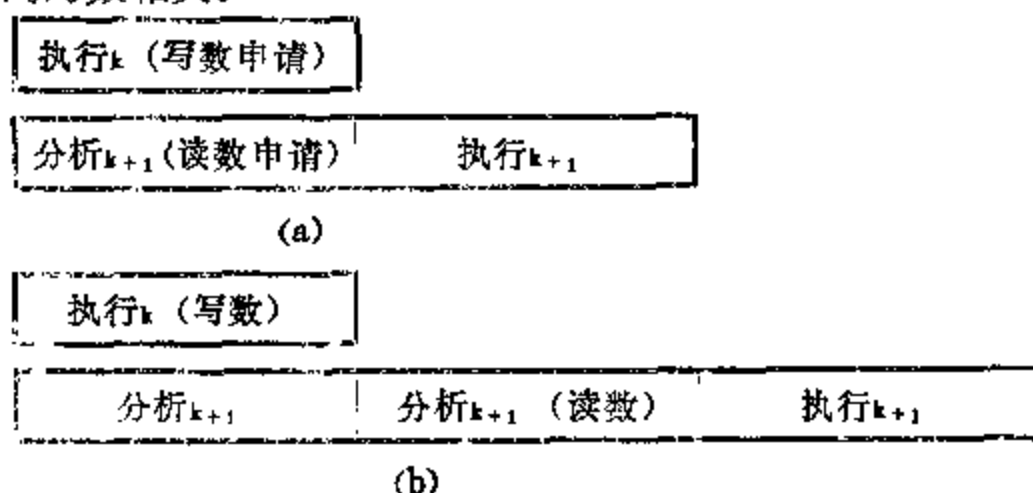 执行k（写数申请）
分析k+1(读数申请) 执行k+1
(a)
执行k（写数）
分析k+1 分析k+1（读数） 执行k+1
(b)